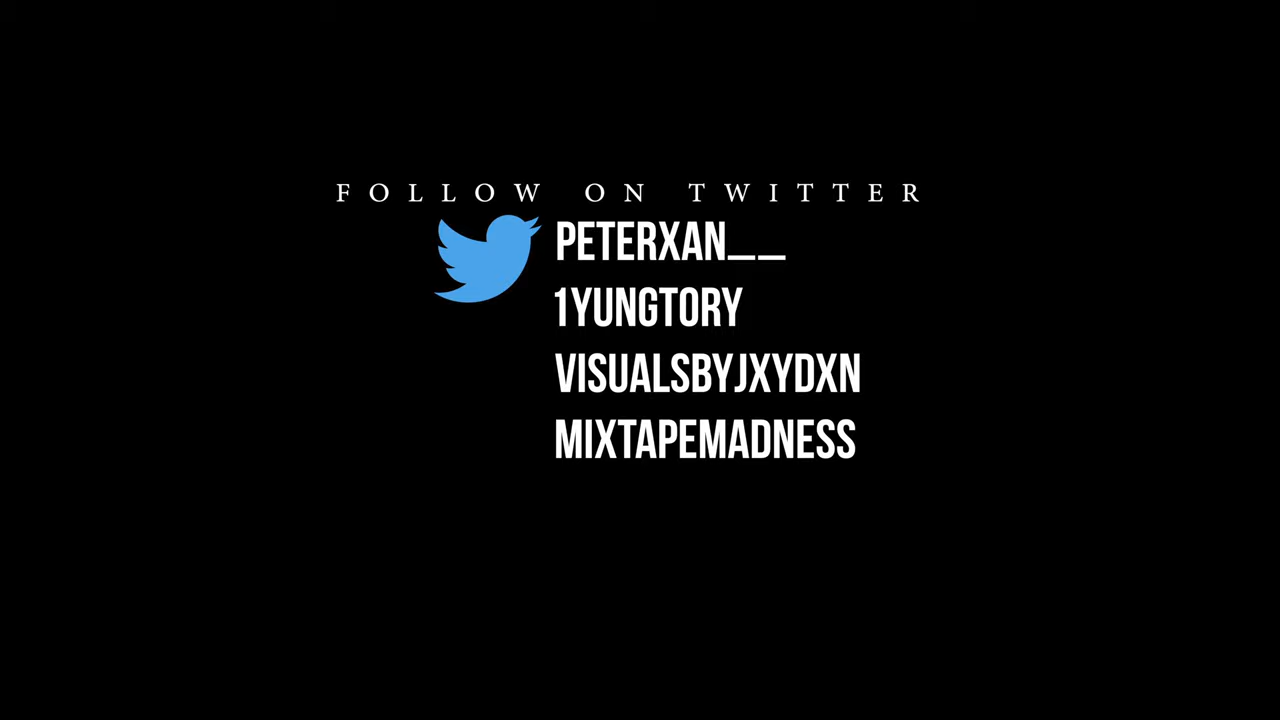 FOLLOW ON TWITTER
PETERXAN__
1YUNGTORY
VISUALSBYJXYDXN
MIXTAPEMADNESS